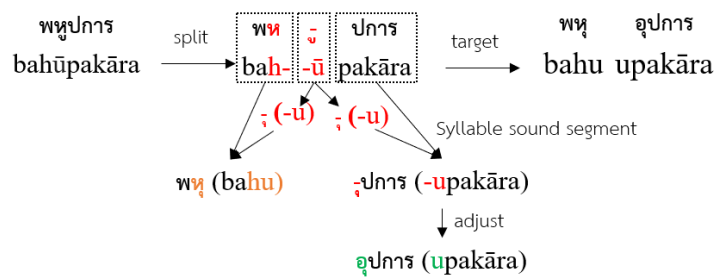 พหูปการ
bahūpakāra
split
พห ◌ู ปการ
bah- -ū pakāra
target
พหุ อุปการ
bahu upakāra
◌ุ (-u) ◌ุ (-u)
Syllable sound segment
พหุ (bahu) ◌ุปการ (-upakāra)
adjust
อุปการ (upakāra)